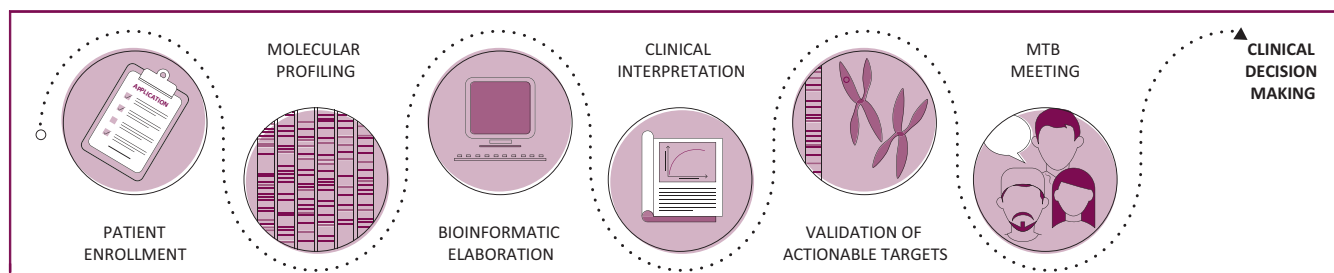 APPLICATION
PATIENT
ENROLLMENT
MOLECULAR
PROFILING
BIOINFORMATIC
ELABORATION
CLINICAL
INTERPRETATION
VALIDATION OF
ACTIONABLE TARGETS
MTB
MEETING
CLINICAL
DECISION
MAKING